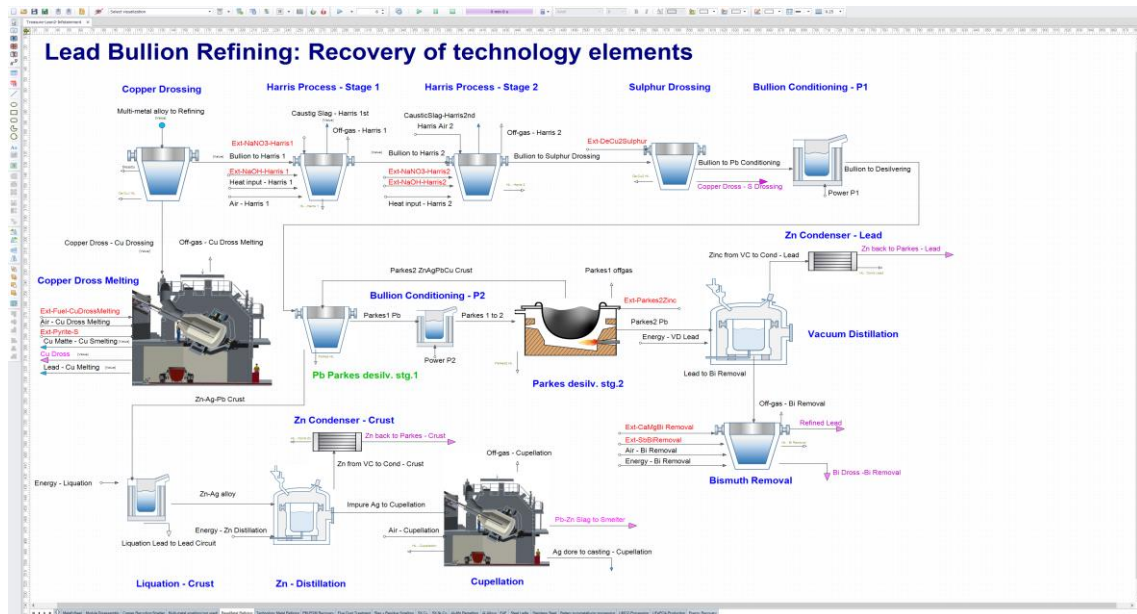 Lead Bullion Refining: Recovery of technology elements
Copper Drossing
Harris Process - Stage 1
Harris Process - Stage 2
Sulphur Drossing
Bullion Conditioning - P1
Multi-metal alloy to Refining
Caustig Slag - Harris 1st
Off-gas - Harris 1
CausticSlag-Harris2nd
Harris Air 2
Off-gas - Harris 2
Ext-NaNO3-Harris1
Bullion to Harris 1
Ext-NaOH-Harris 1
Heat input - Harris 1
Air - Harris 1
Bullion to Harris 2
Ext-NaNO3-Harris2
Ext-NaOH-Harris2
Heat input - Harris 2
Bullion to Sulphur Drossing
Ext-DeCu2Sulphur
Bullion to Pb Conditioning
Copper Dross - S Drossing
Power P1
Bullion to Desilvering
Copper Dross - Cu Drossing
Off-gas - Cu Dross Melting
Copper Dross Melting
Ext-Fuel-CuDrossMelting
Air - Cu Dross Melting
Ext-Pyrite-S
Cu Matte - Cu Smelting
Cu Dross
Lead - Cu Melting
Parkes2 ZnAgPbCu Crust
Parkes1 offgas
Bullion Conditioning - P2
Parkes1 Pb
Parkes 1 to 2
Power P2
Pb Parkes desilv. stg.1
Parkes desilv. stg.2
Ext-Parkes2Zinc
Parkes2 Pb
Energy - VD Lead
Zn Condenser - Lead
Zinc from VC to Cond - Lead
Zn back to Parkes - Lead
Vacuum Distillation
Lead to Bi Removal
Off-gas - Bi Removal
Ext-CaMgBi Removal
Ext-SbBiRemoval
Air - Bi Removal
Energy - Bi Removal
Refined Lead
Bi Dross -Bi Removal
Bismuth Removal
Zn-Ag-Pb Crust
Zn Condenser - Crust
Zn back to Parkes - Crust
Zn from VC to Cond - Crust
Off-gas - Cupellation
Energy - Liquation
Zn-Ag alloy
Impure Ag to Cupellation
Energy - Zn Distillation
Air - Cupellation
Pb-Zn Slag to Smelter
Ag dore to casting - Cupellation
Liquation Lead to Lead Circuit
Liquation - Crust
Zn - Distillation
Cupellation